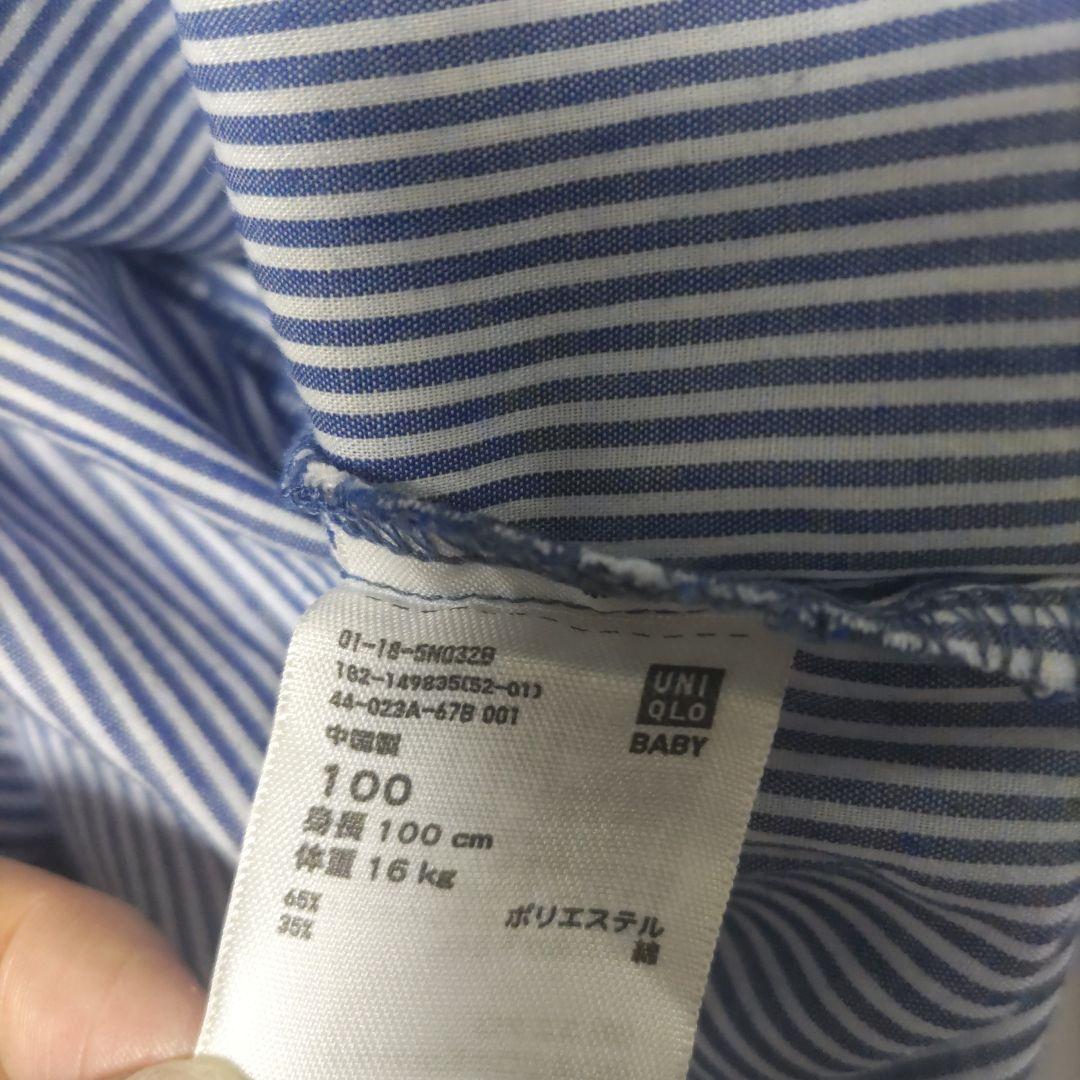 01-18-5N032B
182-149835(52-01)
44-023A-67B 001
中国製
UNI
QLO
BABY
100
身長 100 cm
体重 16 kg
65% ポリエステル
35% 綿